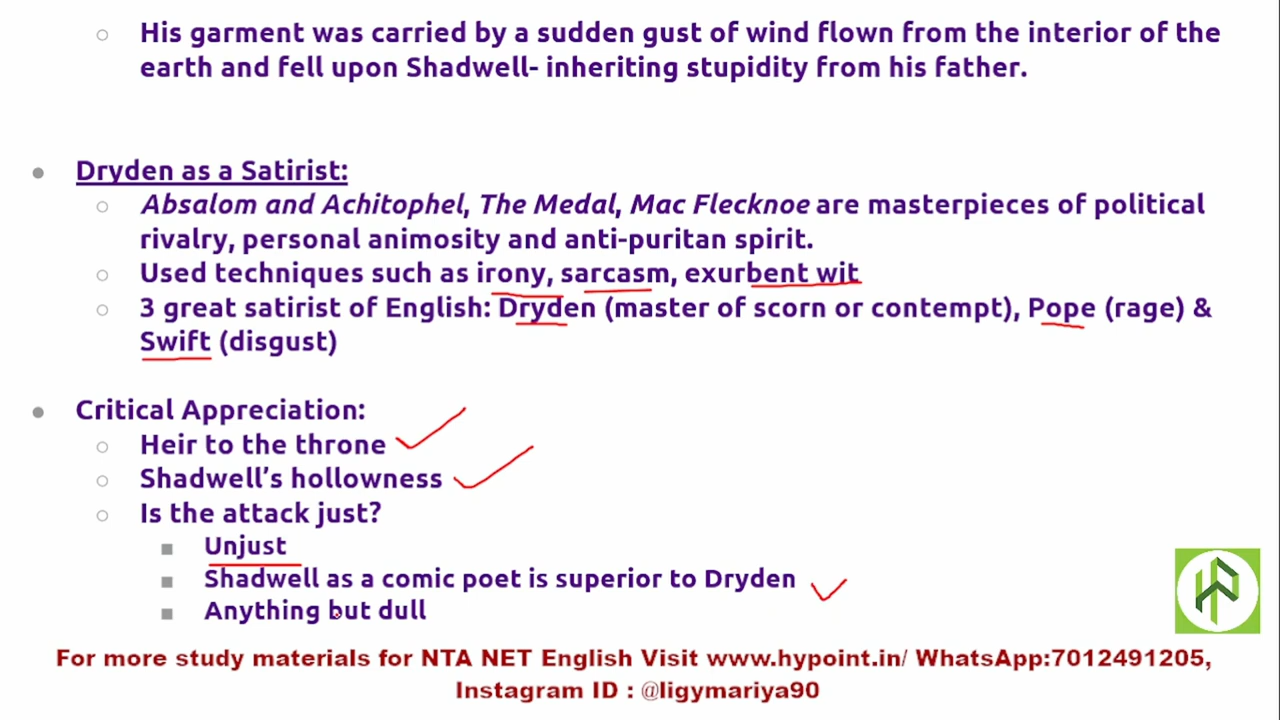 His garment was carried by a sudden gust of wind flown from the interior of the
earth and fell upon Shadwell- inheriting stupidity from his father.
Dryden as a Satirist:
Absalom and Achitophel, The Medal, Mac Flecknoe are masterpieces of political
rivalry, personal animosity and anti-puritan spirit.
Used techniques such as irony, sarcasm, exurbent wit
3 great satirist of English: Dryden (master of scorn or contempt), Pope (rage) &
Swift (disgust)
Critical Appreciation:
Heir to the throne
Shadwell's hollowness
Is the attack just?
Unjust
Shadwell as a comic poet is superior to Dryden
Anything but dull
For more study materials for NTA NET English Visit www.hypoint.in/ WhatsApp:7012491205,
Instagram ID : @ligymariya90